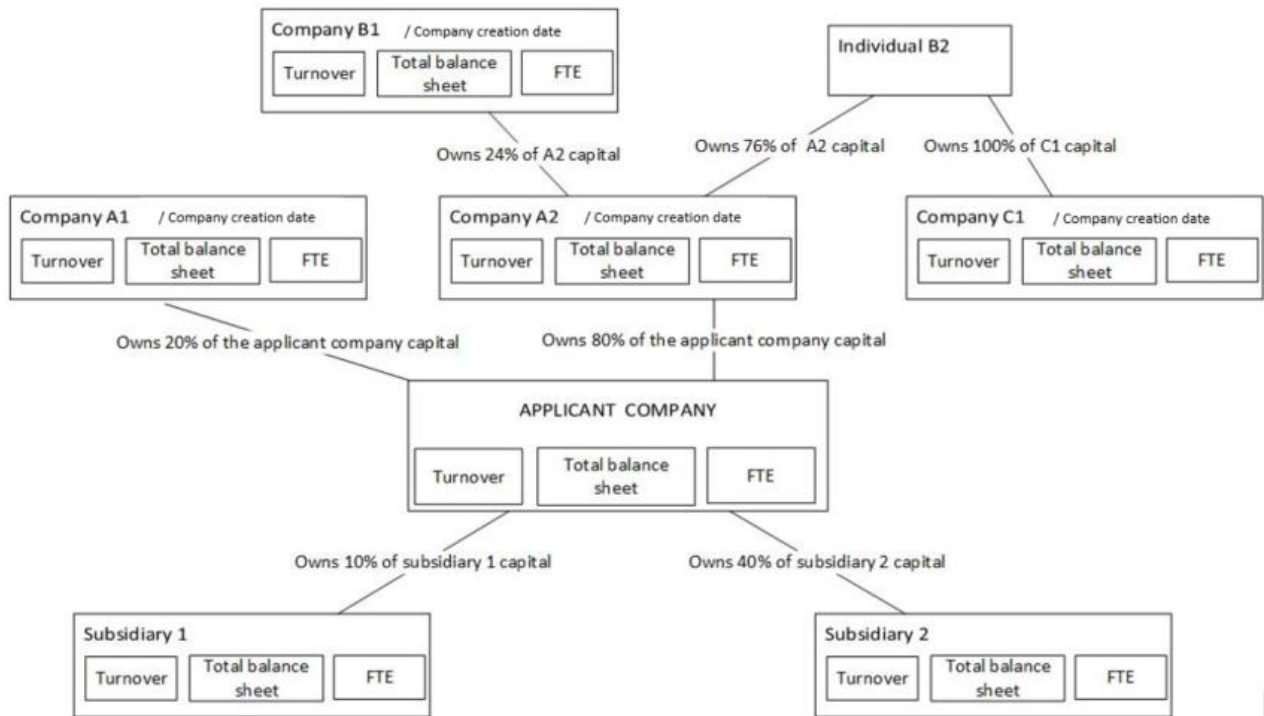 Company B1 / Company creation date
Turnover
Total balance
sheet
FTE
Individual B2
Owns 24% of A2 capital
Owns 76% of A2 capital
Owns 100% of C1 capital
Company A1 / Company creation date
Turnover
Total balance
sheet
FTE
Company A2 / Company creation date
Turnover
Total balance
sheet
FTE
Company C1 / Company creation date
Turnover
Total balance
sheet
FTE
Owns 20% of the applicant company capital
Owns 80% of the applicant company capital
APPLICANT COMPANY
Turnover
Total balance
sheet
FTE
Owns 10% of subsidiary 1 capital
Owns 40% of subsidiary 2 capital
Subsidiary 1
Turnover
Total balance
sheet
FTE
Subsidiary 2
Turnover
Total balance
sheet
FTE